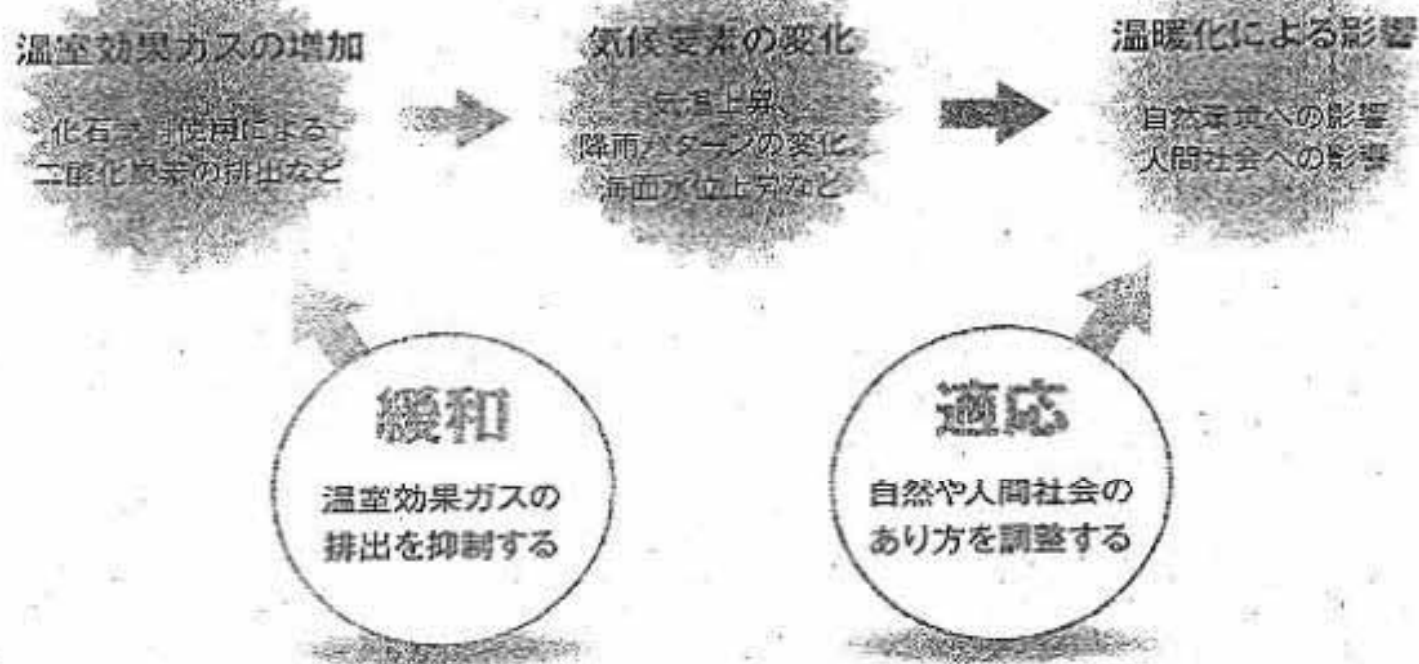 温室効果ガスの増加
化石燃料使用による
二酸化炭素の排出など
気候要素の変化
気温上昇、
降雨パターンの変化、
海面水位上昇など
温暖化による影響
自然環境への影響
人間社会への影響
緩和
温室効果ガスの
排出を抑制する
適応
自然や人間社会の
あり方を調整する